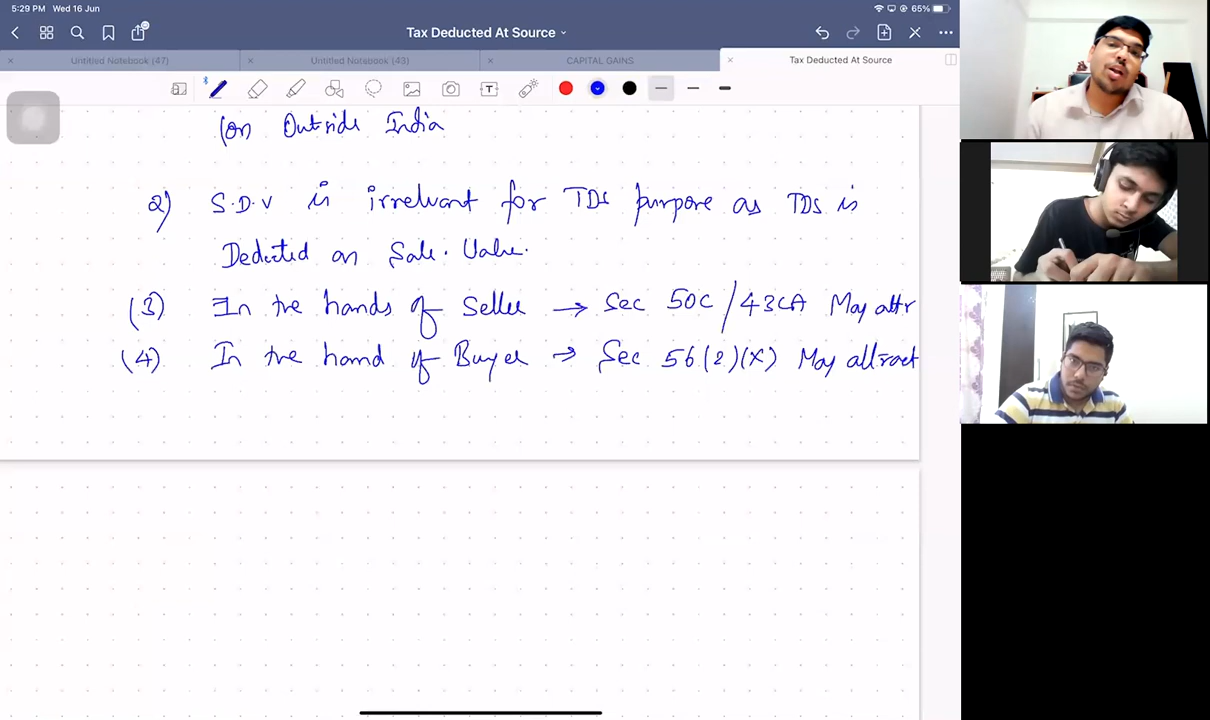 5:29 PM Wed 16 Jun
65%
Tax Deducted At Source
Untitled Notebook (47)
Untitled Notebook (43)
CAPITAL GAINS
Tax Deducted At Source
T
(on Outside India
2) S.D.V is irrelevant for TDS purpose as TDS is
Deducted on Sale. Value.
(3) In the hands of Seller → Sec 50C / 43CA May attr
(4) In the hand of Buyer → Sec 56(2)(x) May attract